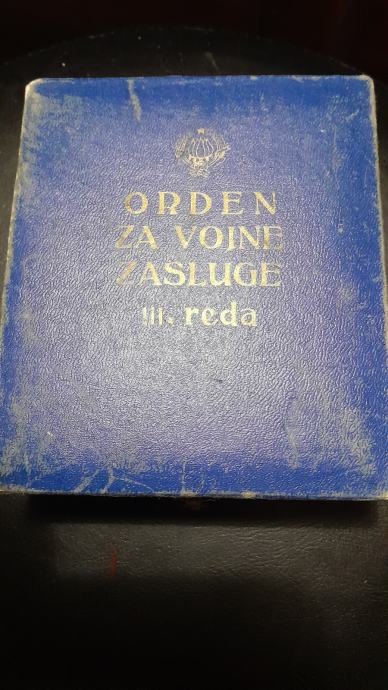 ORDEN
ZA VOJNE
ZASLUGE
III. reda